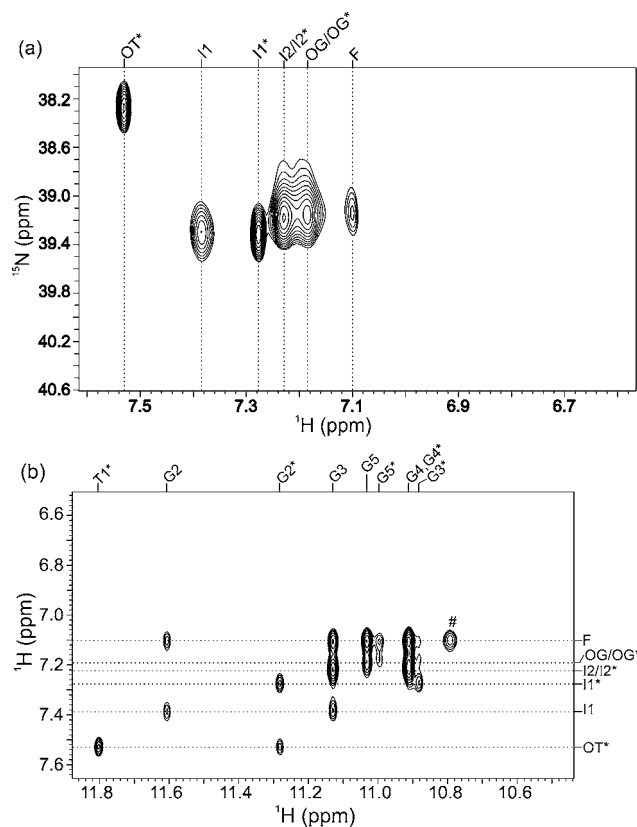 (a)
OT* I1 I1* I2/I2* OG/OG* F
38.2
38.6
39.0
39.4
39.8
40.2
40.6
15N (ppm)
7.5 7.3 7.1 6.9 6.7
1H (ppm)
(b)
T1* G2 G2* G3 G5 G5* G4,G4* G3*
6.6
6.8
7.0
7.2
7.4
7.6
1H (ppm)
#
F
OG/OG*
I2/I2*
I1*
I1
OT*
11.8 11.6 11.4 11.2 11.0 10.8 10.6
1H (ppm)